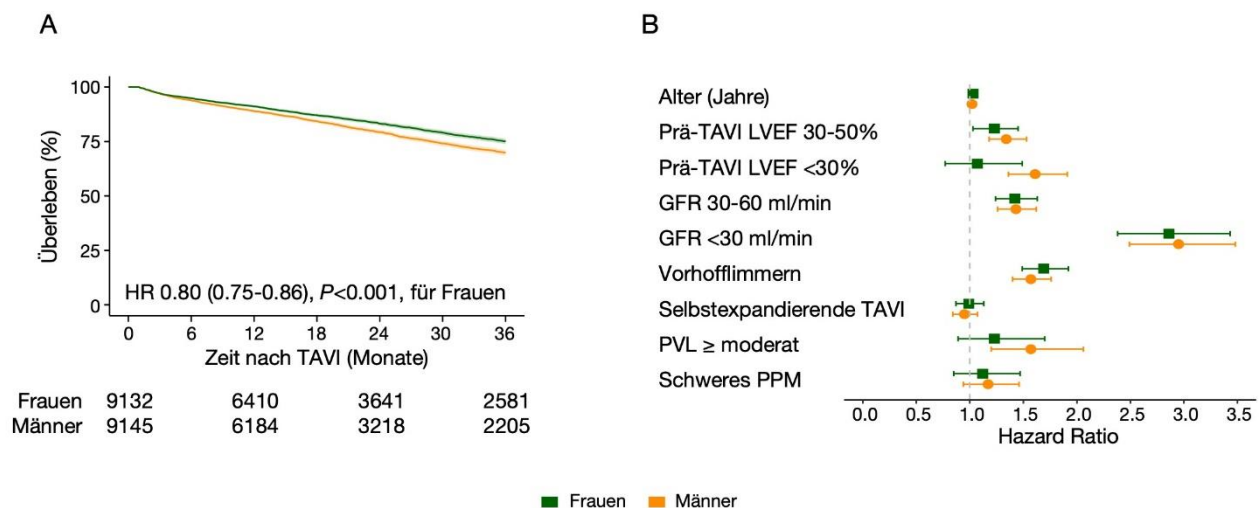 A
100
75
50
25
0
Überleben (%)
HR 0.80 (0.75-0.86), P<0.001, für Frauen
0 6 12 18 24 30 36
Zeit nach TAVI (Monate)
Frauen 9132 6410 3641 2581
Männer 9145 6184 3218 2205
B
Alter (Jahre)
Prä-TAVI LVEF 30-50%
Prä-TAVI LVEF <30%
GFR 30-60 ml/min
GFR <30 ml/min
Vorhofflimmern
Selbstexpandierende TAVI
PVL ≥ moderat
Schweres PPM
0.0 0.5 1.0 1.5 2.0 2.5 3.0 3.5
Hazard Ratio
Frauen Männer